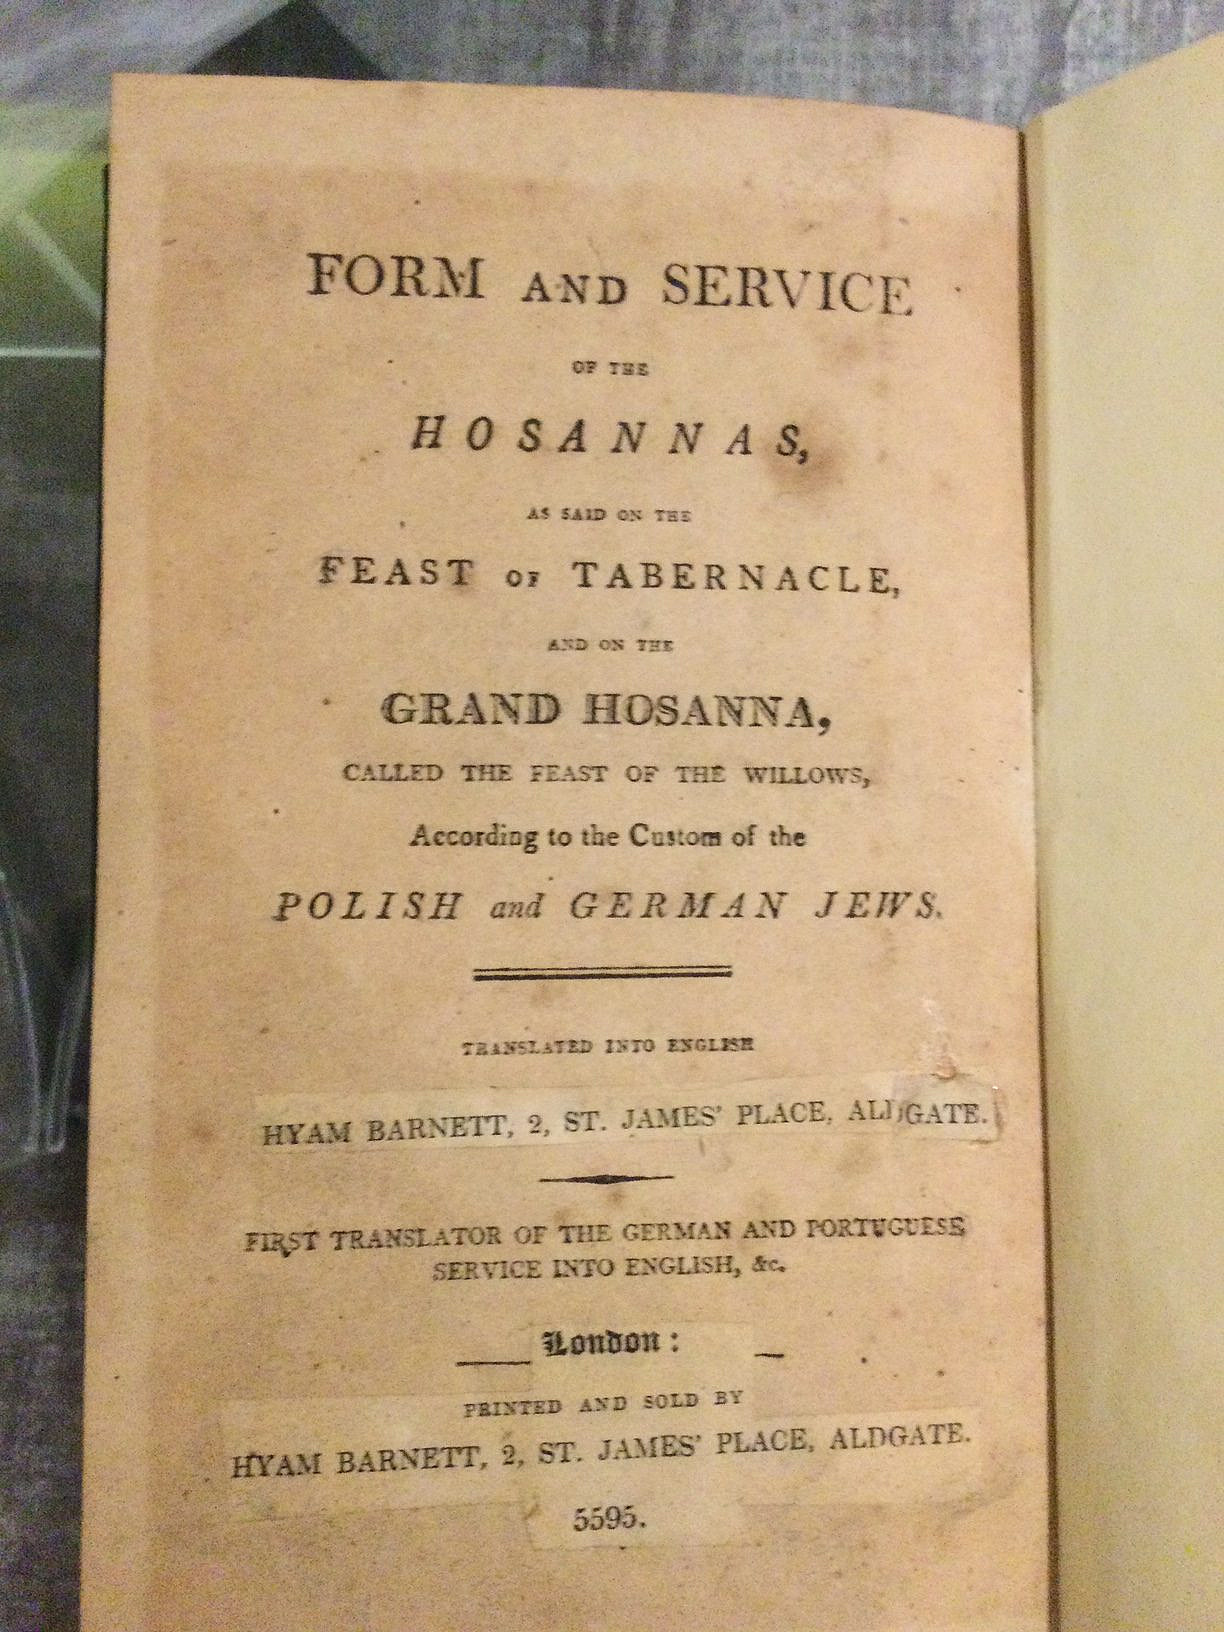 FORM AND SERVICE
OF THE
HOSANNAS,
AS SAID ON THE
FEAST OF TABERNACLE,
AND ON THE
GRAND HOSANNA,
CALLED THE FEAST OF THE WILLOWS,
According to the Custom of the
POLISH and GERMAN JEWS.
TRANSLATED INTO ENGLISH
HYAM BARNETT, 2, ST. JAMES' PLACE, ALDGATE.
FIRST TRANSLATOR OF THE GERMAN AND PORTUGUESE
SERVICE INTO ENGLISH, &c.
London:
PRINTED AND SOLD BY
HYAM BARNETT, 2, ST. JAMES' PLACE, ALDGATE.
5595.